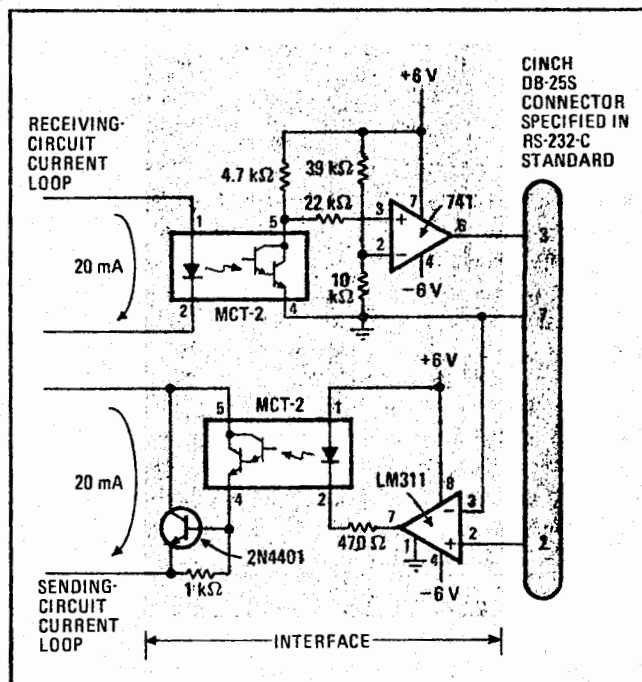 CINCH
DB-25S
CONNECTOR
SPECIFIED IN
RS-232-C
STANDARD
RECEIVING-
CIRCUIT
CURRENT
LOOP
+6 V
4.7 kΩ
39 kΩ
22 kΩ
741
1
5
3
+
7
6
3
20 mA
2
−
4
10
kΩ
−6 V
2
4
7
MCT-2
+6 V
5
MCT-2
1
20 mA
LM311
8
3
−
4
2
7
1
2
+
2
470 Ω
4
2N4401
−6 V
1 kΩ
SENDING-
CIRCUIT
CURRENT
LOOP
INTERFACE